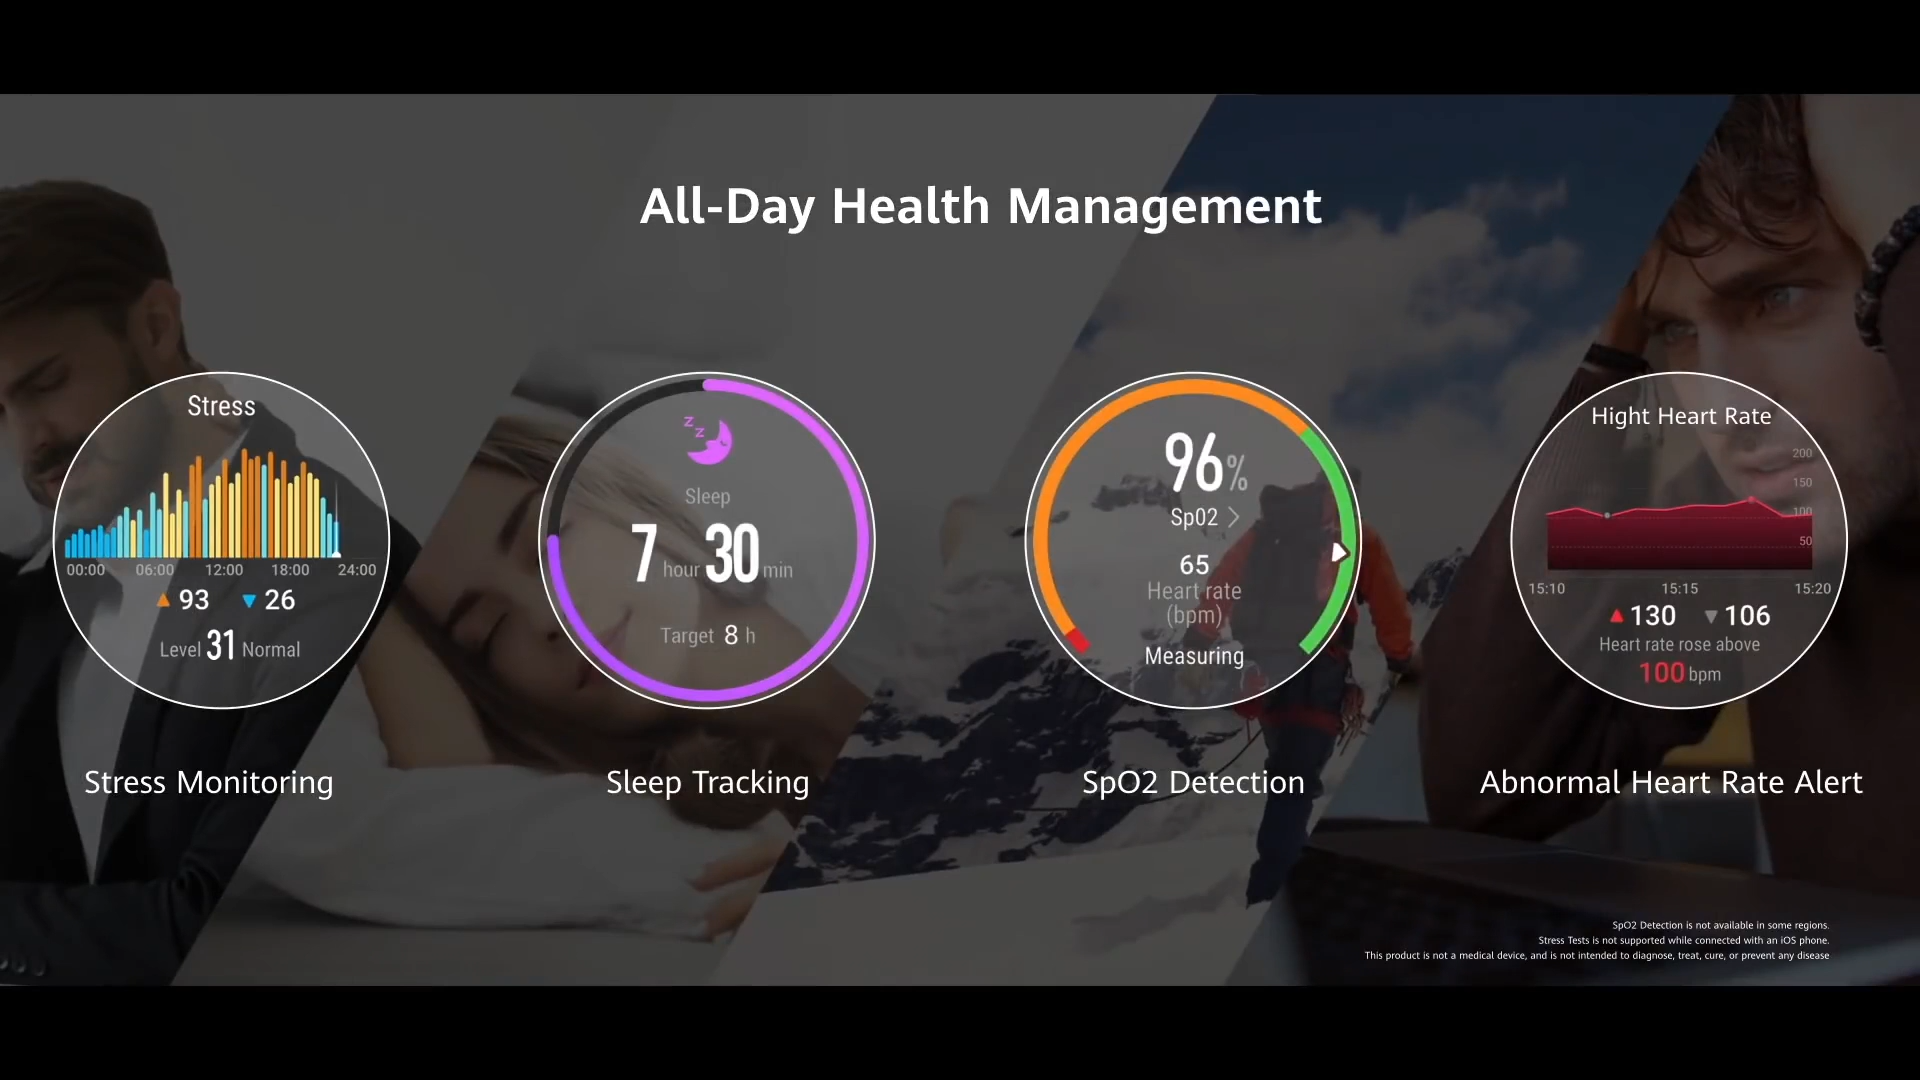 All-Day Health Management
Stress
00:00 06:00 12:00 18:00 24:00
▲ 93 ▼ 26
Level 31 Normal
Stress Monitoring
z z z
Sleep
7 hour 30 min
Target 8 h
Sleep Tracking
96%
Sp02 >
65
Heart rate
(bpm)
Measuring
SpO2 Detection
Hight Heart Rate
200
150
100
50
15:10 15:15 15:20
▲ 130 ▼ 106
Heart rate rose above
100 bpm
Abnormal Heart Rate Alert
SpO2 Detection is not available in some regions.
Stress Tests is not supported while connected with an iOS phone.
This product is not a medical device, and is not intended to diagnose, treat, cure, or prevent any disease